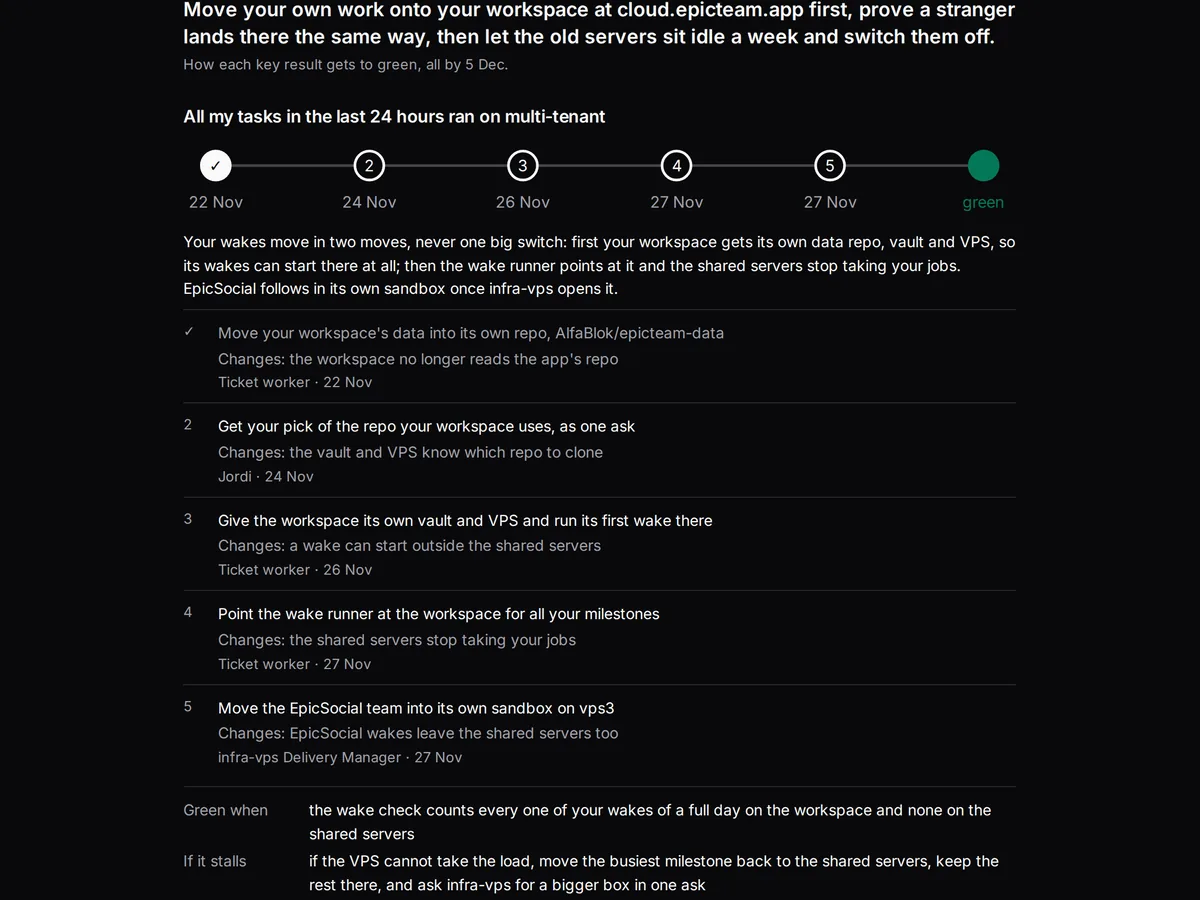 Move your own work onto your workspace at cloud.epicteam.app first, prove a stranger
lands there the same way, then let the old servers sit idle a week and switch them off.
How each key result gets to green, all by 5 Dec.
All my tasks in the last 24 hours ran on multi-tenant
✓ 2 3 4 5
22 Nov 24 Nov 26 Nov 27 Nov 27 Nov green
Your wakes move in two moves, never one big switch: first your workspace gets its own data repo, vault and VPS, so
its wakes can start there at all; then the wake runner points at it and the shared servers stop taking your jobs.
EpicSocial follows in its own sandbox once infra-vps opens it.
✓ Move your workspace's data into its own repo, AlfaBlok/epicteam-data
Changes: the workspace no longer reads the app's repo
Ticket worker · 22 Nov
2 Get your pick of the repo your workspace uses, as one ask
Changes: the vault and VPS know which repo to clone
Jordi · 24 Nov
3 Give the workspace its own vault and VPS and run its first wake there
Changes: a wake can start outside the shared servers
Ticket worker · 26 Nov
4 Point the wake runner at the workspace for all your milestones
Changes: the shared servers stop taking your jobs
Ticket worker · 27 Nov
5 Move the EpicSocial team into its own sandbox on vps3
Changes: EpicSocial wakes leave the shared servers too
infra-vps Delivery Manager · 27 Nov
Green when the wake check counts every one of your wakes of a full day on the workspace and none on the
shared servers
If it stalls if the VPS cannot take the load, move the busiest milestone back to the shared servers, keep the
rest there, and ask infra-vps for a bigger box in one ask